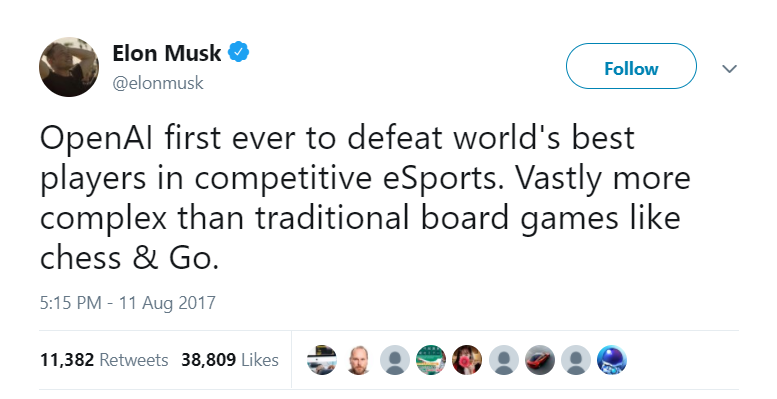 Elon Musk
@elonmusk
Follow
OpenAI first ever to defeat world's best
players in competitive eSports. Vastly more
complex than traditional board games like
chess & Go.
5:15 PM - 11 Aug 2017
11,382 Retweets 38,809 Likes